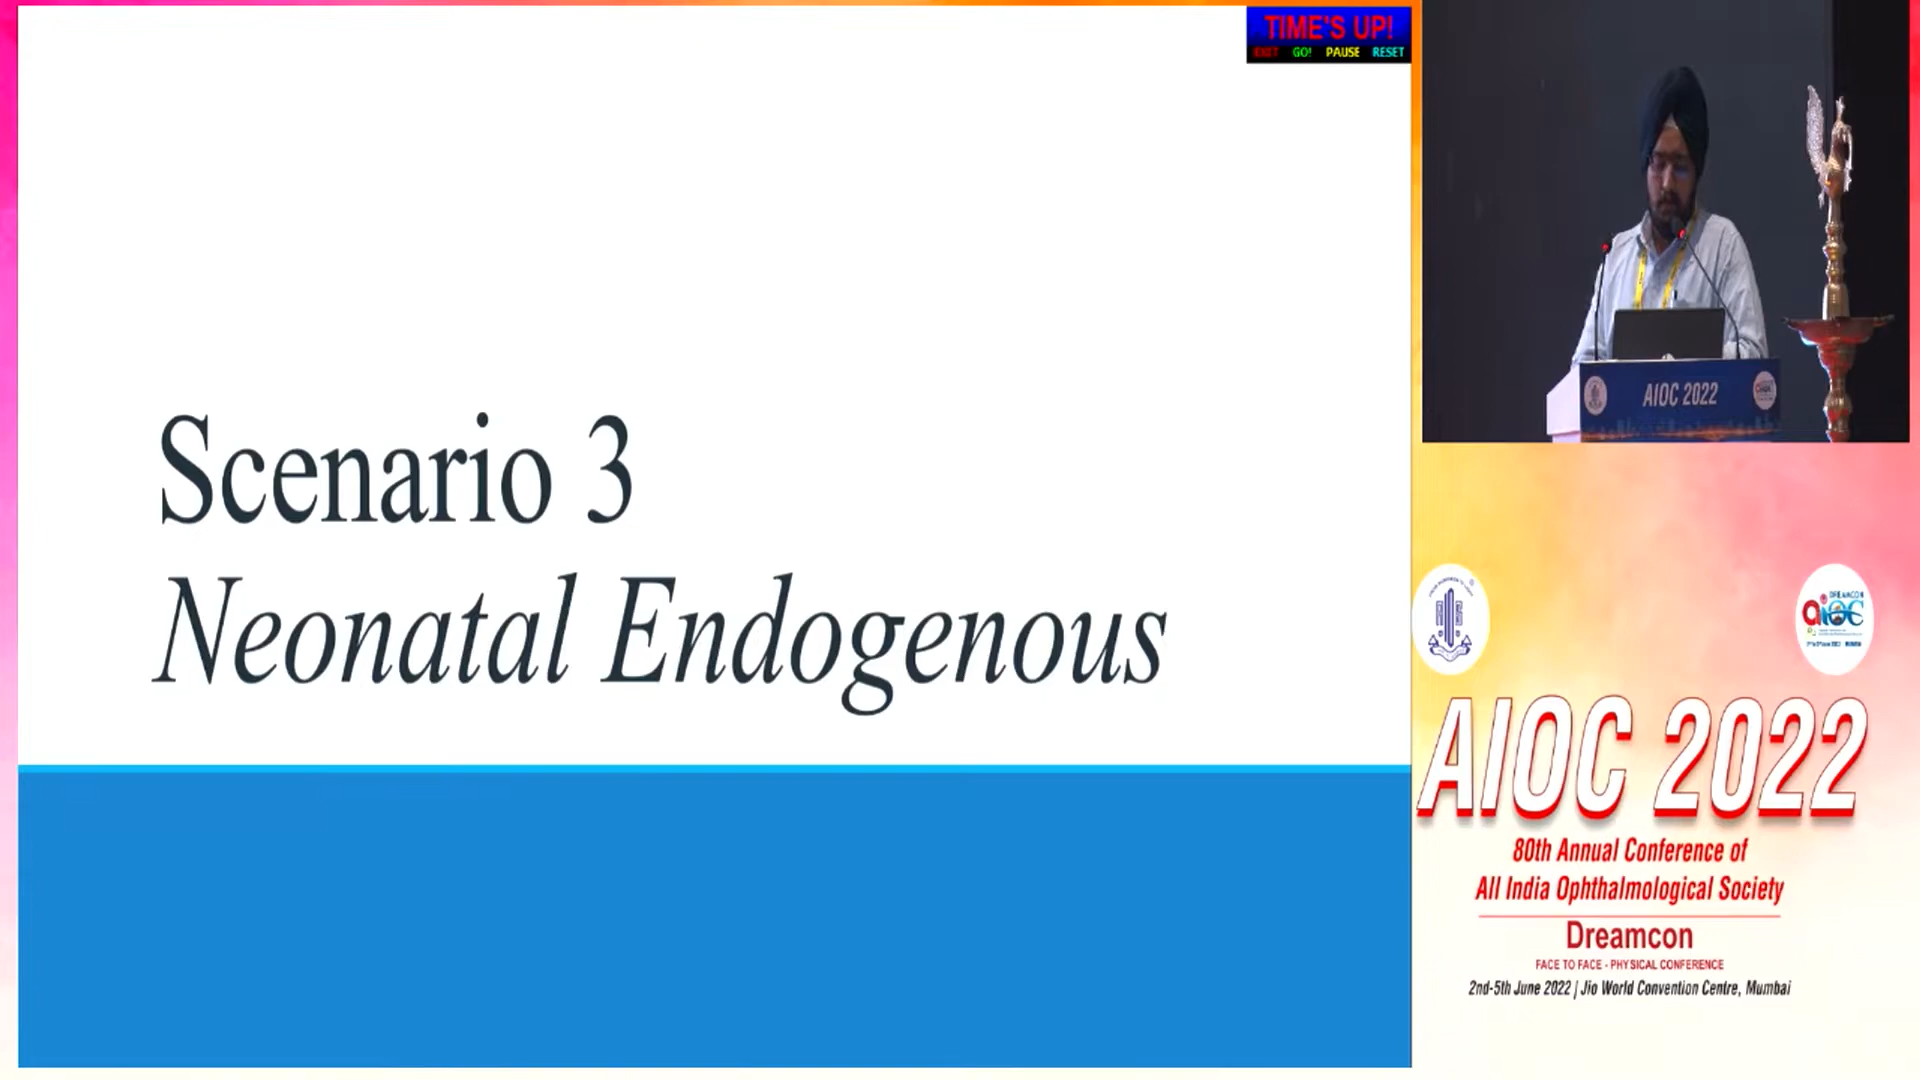 TIME'S UP!
EXIT GO! PAUSE RESET
Scenario 3
Neonatal Endogenous
AIOC 2022
AIOC 2022
80th Annual Conference of
All India Ophthalmological Society
Dreamcon
FACE TO FACE - PHYSICAL CONFERENCE
2nd-5th June 2022 | Jio World Convention Centre, Mumbai